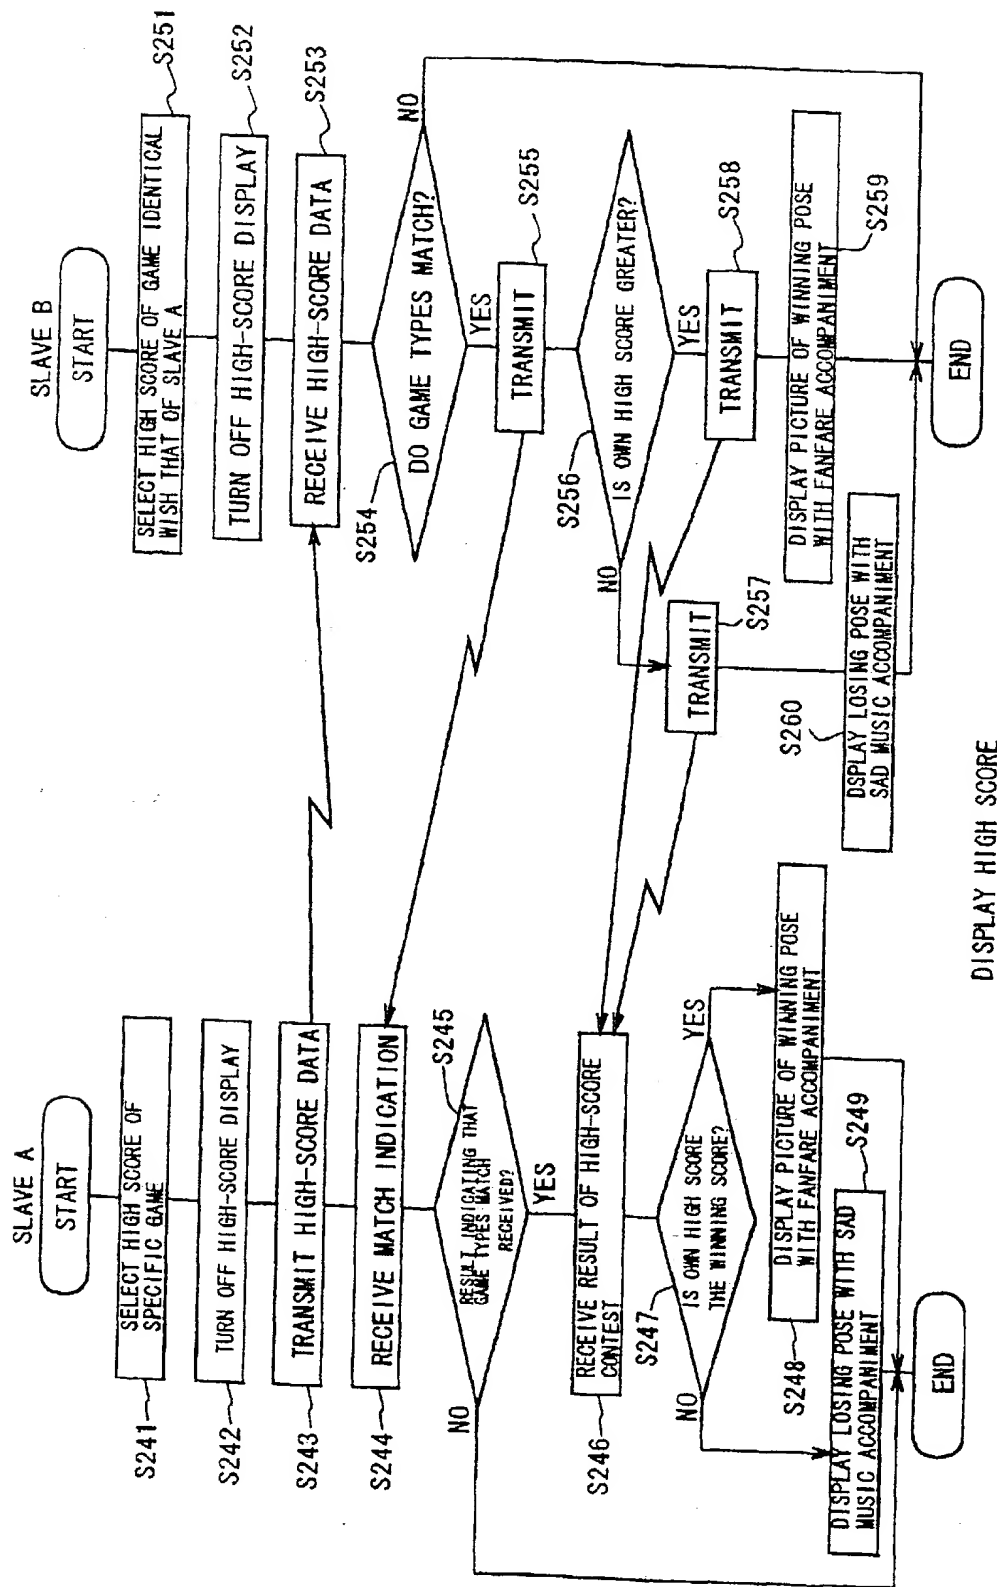 SLAVE A
START
S241
SELECT HIGH SCORE OF
SPECIFIC GAME
S242
TURN OFF HIGH-SCORE DISPLAY
S243
TRANSMIT HIGH-SCORE DATA
S244
RECEIVE MATCH INDICATION
S245
RESULT INDICATING THAT
GAME TYPES MATCH
RECEIVED?
NO
YES
S246
RECEIVE RESULT OF HIGH-SCORE
CONTEST
S247
IS OWN HIGH SCORE
THE WINNING SCORE?
NO
YES
S248
DISPLAY PICTURE OF WINNING POSE
WITH FANFARE ACCOMPANIMENT
S249
DISPLAY LOSING POSE WITH SAD
MUSIC ACCOMPANIMENT
END
SLAVE B
START
S251
SELECT HIGH SCORE OF GAME IDENTICAL
WISH THAT OF SLAVE A
S252
TURN OFF HIGH-SCORE DISPLAY
S253
RECEIVE HIGH-SCORE DATA
S254
DO GAME TYPES MATCH?
NO
YES
S255
TRANSMIT
S256
IS OWN HIGH SCORE GREATER?
NO
YES
S257
TRANSMIT
S258
TRANSMIT
S259
DISPLAY PICTURE OF WINNING POSE
WITH FANFARE ACCOMPANIMENT
S260
DSPLAY LOSING POSE WITH
SAD MUSIC ACCOMPANIMENT
END
DISPLAY HIGH SCORE